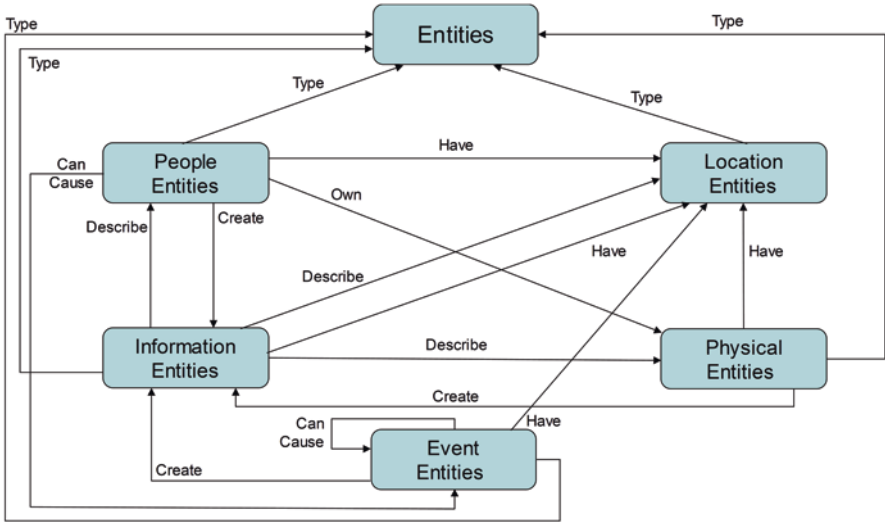 Type
Entities
Type
Type
Type
Type
People
Entities
Have
Location
Entities
Can
Cause
Own
Describe
Create
Have
Have
Describe
Information
Entities
Describe
Physical
Entities
Create
Can
Cause
Have
Event
Entities
Create